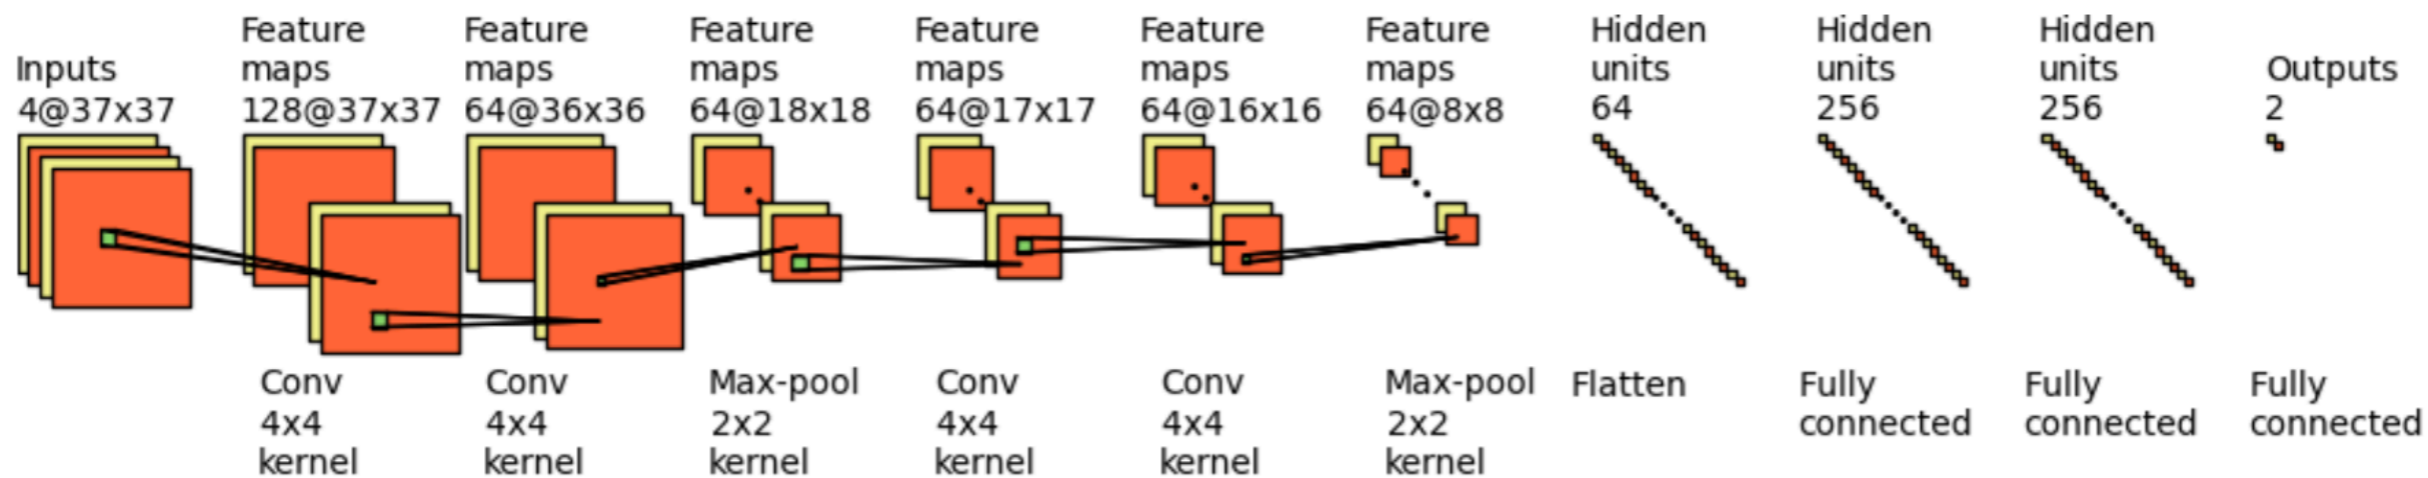 Inputs
4@37x37
Feature
maps
128@37x37
Feature
maps
64@36x36
Feature
maps
64@18x18
Feature
maps
64@17x17
Feature
maps
64@16x16
Feature
maps
64@8x8
Hidden
units
64
Hidden
units
256
Hidden
units
256
Outputs
2
Conv
4x4
kernel
Conv
4x4
kernel
Max-pool
2x2
kernel
Conv
4x4
kernel
Conv
4x4
kernel
Max-pool
2x2
kernel
Flatten
Fully
connected
Fully
connected
Fully
connected